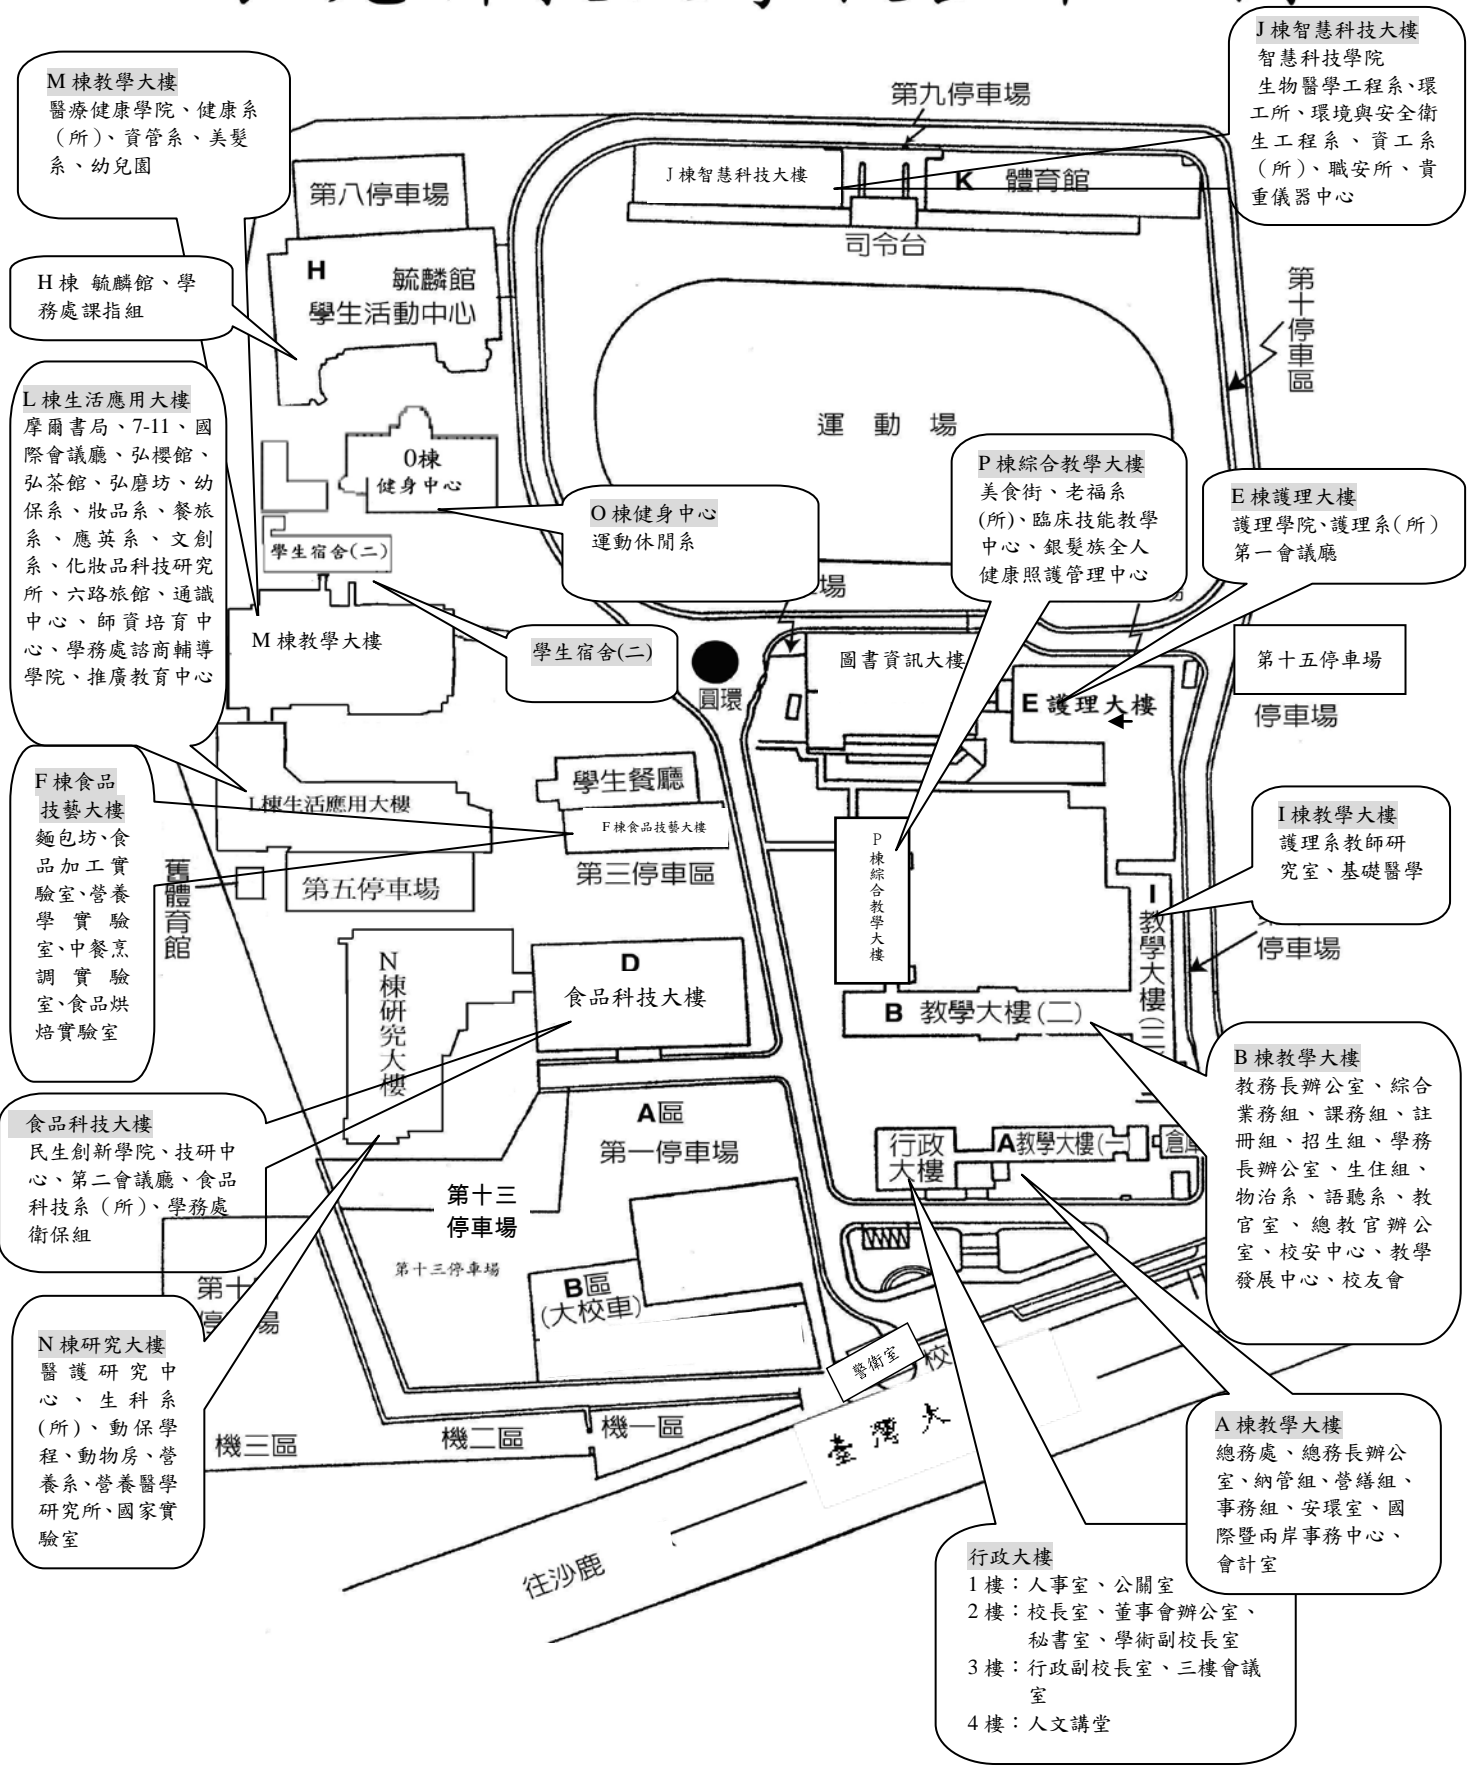 J 棟智慧科技大樓
智慧科技學院
生物醫學工程系、環
工所、環境與安全衛
生工程系、資工系
（所）、職安所、貴
重儀器中心
M 棟教學大樓
醫療健康學院、健康系
（所）、資管系、美髮
系、幼兒園
第九停車場
J 棟智慧科技大樓
K 體育館
司令台
第八停車場
H 毓麟館
學生活動中心
H 棟 毓麟館、學
務處課指組
第十停車區
L 棟生活應用大樓
摩爾書局、7-11、國
際會議廳、弘櫻館、
弘茶館、弘磨坊、幼
保系、妝品系、餐旅
系、應英系、文創
系、化妝品科技研究
所、六路旅館、通識
中心、師資培育中
心、學務處諮商輔導
學院、推廣教育中心
運動場
O棟
健身中心
O 棟健身中心
運動休閒系
P 棟綜合教學大樓
美食街、老福系
(所)、臨床技能教學
中心、銀髮族全人
健康照護管理中心
E 棟護理大樓
護理學院、護理系(所)
第一會議廳
學生宿舍(二)
場
場
M 棟教學大樓
學生宿舍(二)
圓環
圖書資訊大樓
E 護理大樓
第十五停車場
停車場
F 棟食品
技藝大樓
麵包坊、食
品加工實
驗室、營養
學實驗
室、中餐烹
調實驗
室、食品烘
焙實驗室
L棟生活應用大樓
學生餐廳
F 棟食品技藝大樓
第三停車區
舊體育館
第五停車場
P棟綜合教學大樓
I 棟教學大樓
護理系教師研
究室、基礎醫學
I 教學大樓(三
停車場
N棟研究大樓
D
食品科技大樓
B 教學大樓(二)
B 棟教學大樓
教務長辦公室、綜合
業務組、課務組、註
冊組、招生組、學務
長辦公室、生住組、
物治系、語聽系、教
官室、總教官辦公
室、校安中心、教學
發展中心、校友會
食品科技大樓
民生創新學院、技研中
心、第二會議廳、食品
科技系（所）、學務處
衛保組
A區
第一停車場
行政
大樓
A教學大樓(一)
倉庫
第十三
停車場
第十三停車場
第十
停 場
B區
(大校車)
N 棟研究大樓
醫護研究中
心、生科系
(所)、動保學
程、動物房、營
養系、營養醫學
研究所、國家實
驗室
警衛室
校
機三區
機二區
機一區
臺灣大
往沙鹿
A 棟教學大樓
總務處、總務長辦公
室、納管組、營繕組、
事務組、安環室、國
際暨兩岸事務中心、
會計室
行政大樓
1 樓：人事室、公關室
2 樓：校長室、董事會辦公室、
秘書室、學術副校長室
3 樓：行政副校長室、三樓會議
室
4 樓：人文講堂